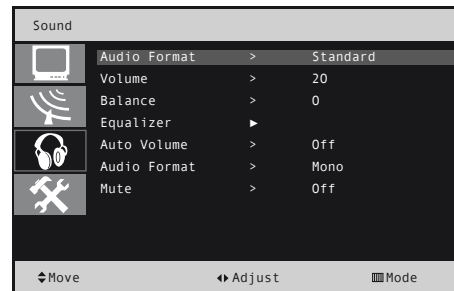 Sound
Audio Format > Standard
Volume > 20
Balance > 0
Equalizer ►
Auto Volume > Off
Audio Format > Mono
Mute > Off
Move Adjust Mode